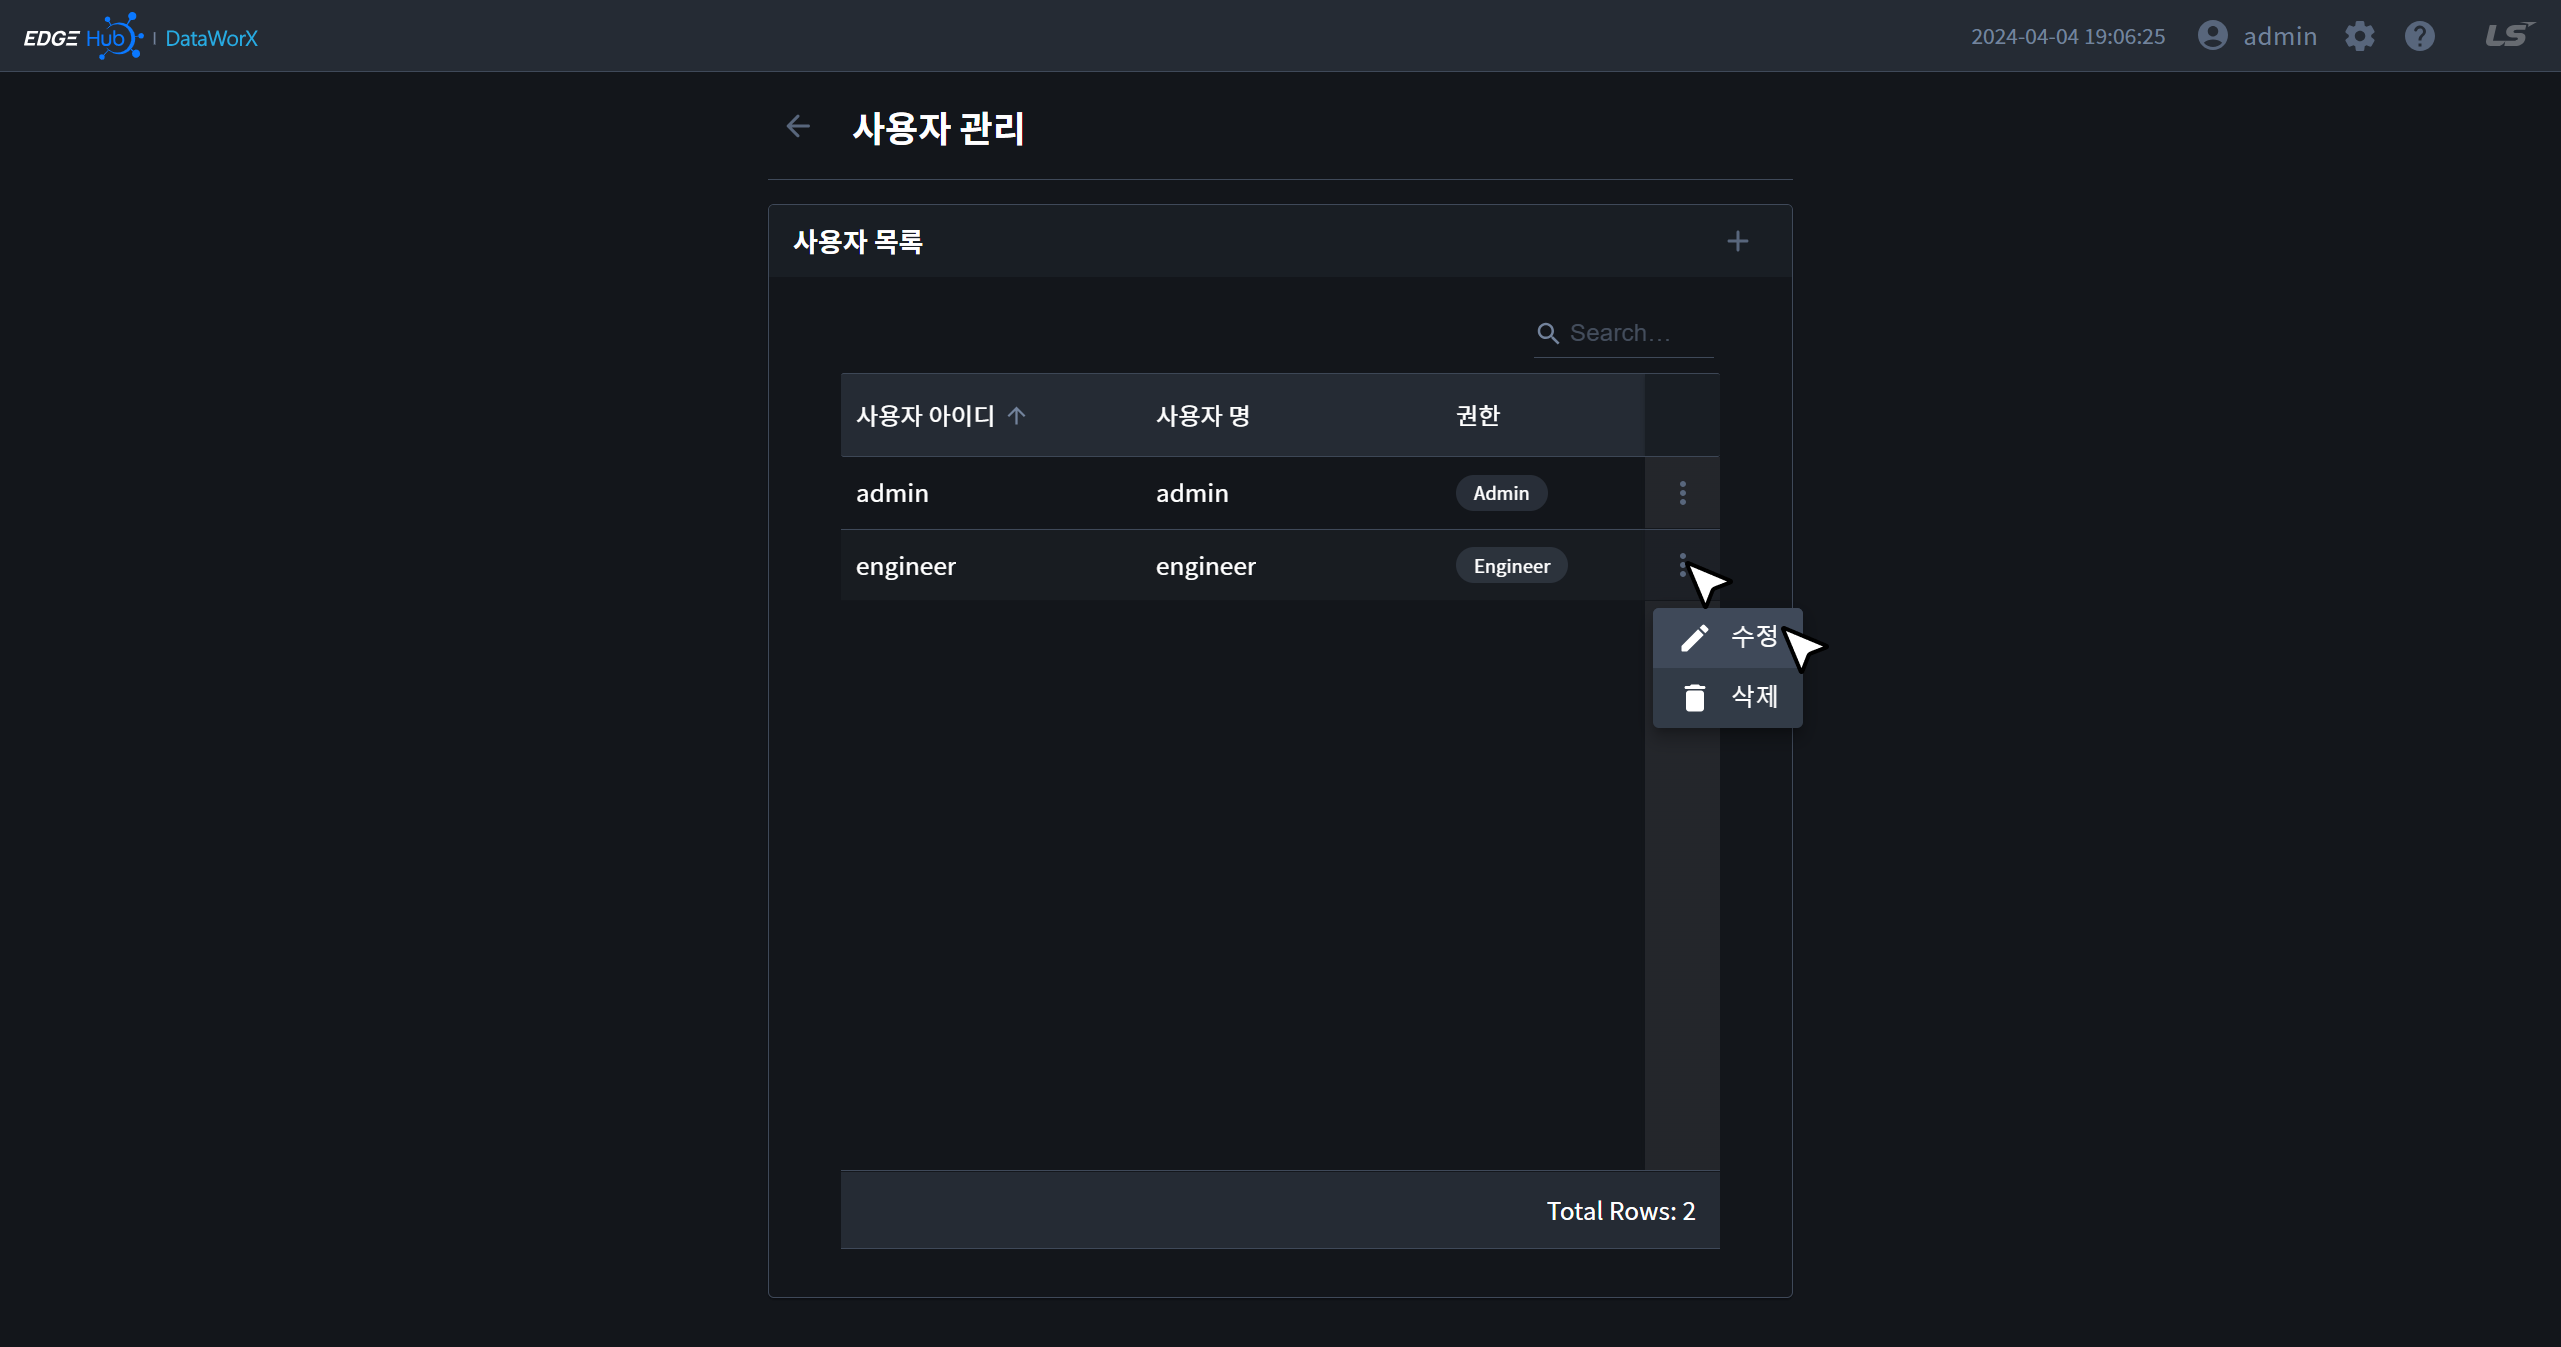 EDGE Hub | DataWorX 2024-04-04 19:06:25 admin LS
사용자 관리
사용자 목록
Search...
사용자 아이디 사용자 명 권한
admin admin Admin
engineer engineer Engineer
수정
삭제
Total Rows: 2